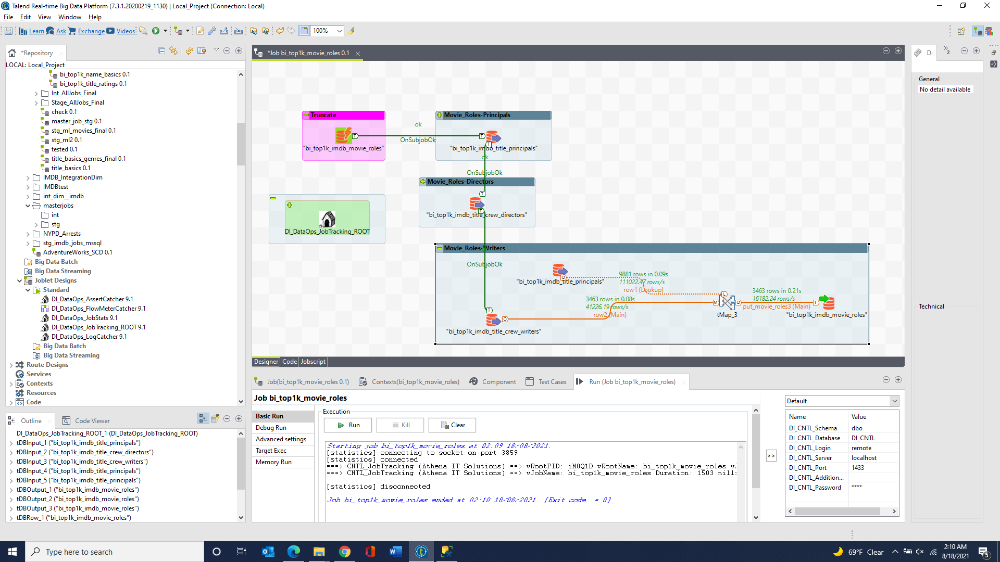 Talend Real-time Big Data Platform (7.3.1.20200219_1130) | Local_Project (Connection: Local)
File Edit View Window Help
Learn Ask Exchange Videos 100%
*Repository
LOCAL: Local_Project
bi_top1k_name_basics 0.1
bi_top1k_title_ratings 0.1
Int_AllJobs_Final
Stage_AllJobs_Final
check 0.1
master_job_stg 0.1
stg_ml_movies_final 0.1
stg_ml2 0.1
tested 0.1
title_basics_genres_final 0.1
title_basics 0.1
IMDB_IntegrationDim
IMDBtest
int_dim__imdb
masterjobs
int
stg
NYPD_Arrests
stg_imdb_jobs_mssql
AdventureWorks_SCD 0.1
Big Data Batch
Big Data Streaming
Joblet Designs
Standard
DI_DataOps_AssertCatcher 9.1
DI_DataOps_FlowMeterCatcher 9.1
DI_DataOps_JobStats 9.1
DI_DataOps_JobTracking_ROOT 9.1
DI_DataOps_LogCatcher 9.1
Big Data Batch
Big Data Streaming
Route Designs
Services
Contexts
Resources
Code
Outline Code Viewer
DI_DataOps_JobTracking_ROOT_1 (DI_DataOps_JobTracking_ROOT)
tDBInput_1 ("bi_top1k_imdb_title_principals")
tDBInput_2 ("bi_top1k_imdb_title_crew_directors")
tDBInput_3 ("bi_top1k_imdb_title_crew_writers")
tDBInput_4 ("bi_top1k_imdb_title_principals")
tDBInput_5 ("bi_top1k_imdb_title_principals")
tDBOutput_1 ("bi_top1k_imdb_movie_roles")
tDBOutput_2 ("bi_top1k_imdb_movie_roles")
tDBOutput_3 ("bi_top1k_imdb_movie_roles")
tDBRow_1 ("bi_top1k_imdb_movie_roles")
*Job bi_top1k_movie_roles 0.1
Truncate
"bi_top1k_imdb_movie_roles"
ok
OnSubjobOk
Movie_Roles-Principals
"bi_top1k_imdb_title_principals"
ok
OnSubjobOk
Movie_Roles-Directors
"bi_top1k_imdb_title_crew_directors"
DI_DataOps_JobTracking_ROOT
Movie_Roles-Writers
OnSubjobOk
"bi_top1k_imdb_title_principals"
9881 rows in 0.09s
111022.47 rows/s
row1 (Lookup)
3463 rows in 0.08s
41226.19 rows/s
row2 (Main)
"bi_top1k_imdb_title_crew_writers"
tMap_3
3463 rows in 0.21s
16182.24 rows/s
put_movie_roles3 (Main)
"bi_top1k_imdb_movie_roles"
Designer Code Jobscript
Job(bi_top1k_movie_roles 0.1) Contexts(bi_top1k_movie_roles) Component Test Cases Run (Job bi_top1k_movie_roles)
Job bi_top1k_movie_roles
Basic Run
Debug Run
Advanced settings
Target Exec
Memory Run
Execution
Run Kill Clear
Starting job bi_top1k_movie_roles at 02:09 18/08/2021.
[statistics] connecting to socket on port 3859
[statistics] connected
===> CNTL_JobTracking (Athena IT Solutions) ==> vRootPID: iM0Q1D vRootName: bi_top1k_movie_roles vJ
===> CNTL_JobTracking (Athena IT Solutions) ==> vJobName: bi_top1k_movie_roles Duration: 1503 milli
[statistics] disconnected
Job bi_top1k_movie_roles ended at 02:10 18/08/2021. [Exit code = 0]
>>
Default
Name Value
DI_CNTL_Schema dbo
DI_CNTL_Database DI_CNTL
DI_CNTL_Login remote
DI_CNTL_Server localhost
DI_CNTL_Port 1433
DI_CNTL_Addition...
DI_CNTL_Password ****
D
2
General
No detail available
Technical
Type here to search
69°F Clear
2:10 AM
8/18/2021
5